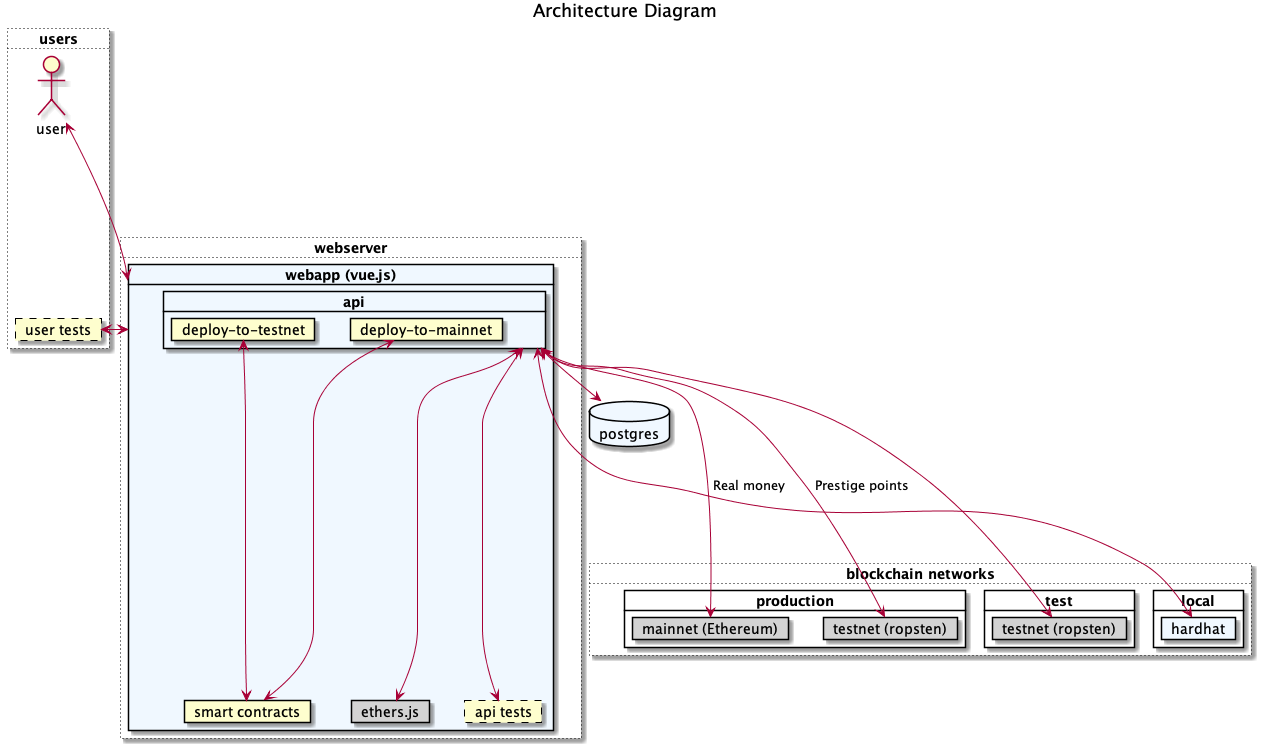 Architecture Diagram
users
user
webserver
webapp (vue.js)
api
user tests
deploy-to-testnet
deploy-to-mainnet
postgres
Real money
Prestige points
blockchain networks
production
test
local
mainnet (Ethereum)
testnet (ropsten)
testnet (ropsten)
hardhat
smart contracts
ethers.js
api tests